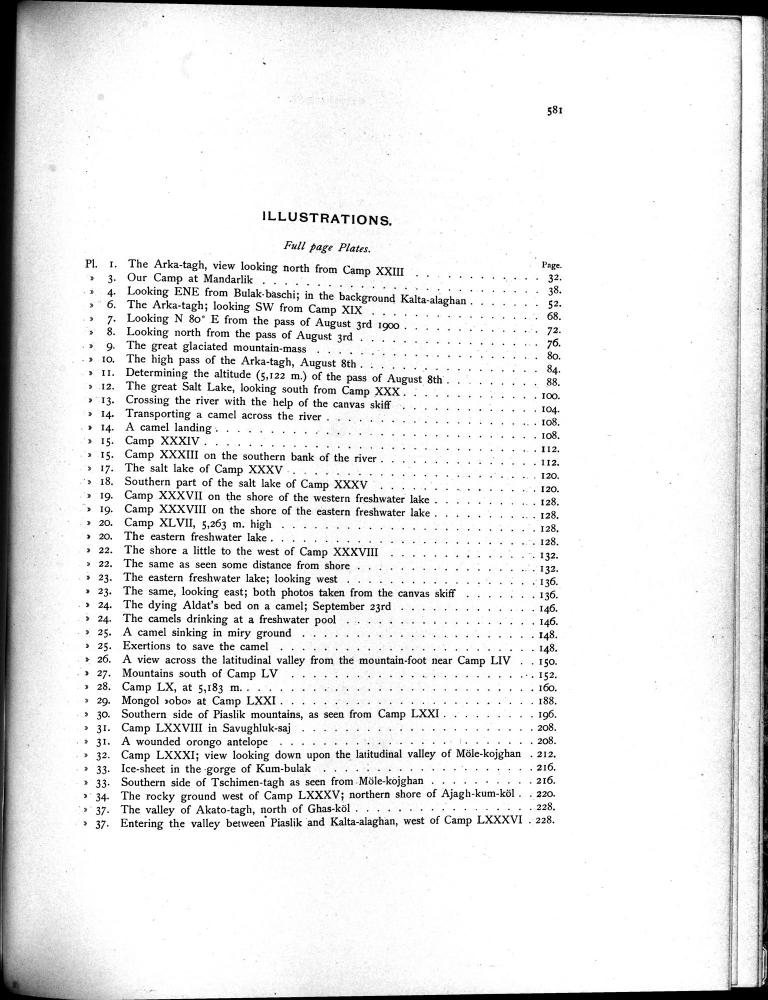 581
ILLUSTRATIONS.
Full page Plates.
Page.
Pl. 1. The Arka-tagh, view looking north from Camp XXIII . . . . . . . . . . 32.
» 3. Our Camp at Mandarlik . . . . . . . . . . 38.
» 4. Looking ENE from Bulak-baschi; in the background Kalta-alaghan . . . . . . 52.
» 6. The Arka-tagh; looking SW from Camp XIX . . . . . . . . . . 68.
» 7. Looking N 80° E from the pass of August 3rd 1900 . . . . . . . . . . 72.
» 8. Looking north from the pass of August 3rd . . . . . . . . . . 76.
» 9. The great glaciated mountain-mass . . . . . . . . . . 80.
» 10. The high pass of the Arka-tagh, August 8th . . . . . . . . . . 84.
» 11. Determining the altitude (5,122 m.) of the pass of August 8th . . . . . . . 88.
» 12. The great Salt Lake, looking south from Camp XXX . . . . . . . . . . 100.
» 13. Crossing the river with the help of the canvas skiff . . . . . . . . . . 104.
» 14. Transporting a camel across the river . . . . . . . . . . 108.
» 14. A camel landing . . . . . . . . . . 108.
» 15. Camp XXXIV . . . . . . . . . . 112.
» 15. Camp XXXIII on the southern bank of the river . . . . . . . . . . 112.
» 17. The salt lake of Camp XXXV . . . . . . . . . . 120.
» 18. Southern part of the salt lake of Camp XXXV . . . . . . . . . . 120.
» 19. Camp XXXVII on the shore of the western freshwater lake . . . . . . . . 128.
» 19. Camp XXXVIII on the shore of the eastern freshwater lake . . . . . . . . 128.
» 20. Camp XLVII, 5,263 m. high . . . . . . . . . . 128.
» 20. The eastern freshwater lake . . . . . . . . . . 128.
» 22. The shore a little to the west of Camp XXXVIII . . . . . . . . . . 132.
» 22. The same as seen some distance from shore . . . . . . . . . . 132.
» 23. The eastern freshwater lake; looking west . . . . . . . . . . 136.
» 23. The same, looking east; both photos taken from the canvas skiff . . . . . . 136.
» 24. The dying Aldat's bed on a camel; September 23rd . . . . . . . . . . 146.
» 24. The camels drinking at a freshwater pool . . . . . . . . . . 146.
» 25. A camel sinking in miry ground . . . . . . . . . . 148.
» 25. Exertions to save the camel . . . . . . . . . . 148.
» 26. A view across the latitudinal valley from the mountain-foot near Camp LIV . . 150.
» 27. Mountains south of Camp LV . . . . . . . . . . 152.
» 28. Camp LX, at 5,183 m. . . . . . . . . . . 160.
» 29. Mongol »obo» at Camp LXXI . . . . . . . . . . 188.
» 30. Southern side of Piaslik mountains, as seen from Camp LXXI . . . . . . . . 196.
» 31. Camp LXXVIII in Savughluk-saj . . . . . . . . . . 208.
» 31. A wounded orongo antelope . . . . . . . . . . 208.
» 32. Camp LXXXI; view looking down upon the latitudinal valley of Möle-kojghan . 212.
» 33. Ice-sheet in the gorge of Kum-bulak . . . . . . . . . . 216.
» 33. Southern side of Tschimen-tagh as seen from Möle-kojghan . . . . . . . . 216.
» 34. The rocky ground west of Camp LXXXV; northern shore of Ajagh-kum-köl . . 220.
» 37. The valley of Akato-tagh, north of Ghas-köl . . . . . . . . . . 228.
» 37. Entering the valley between Piaslik and Kalta-alaghan, west of Camp LXXXVI . 228.